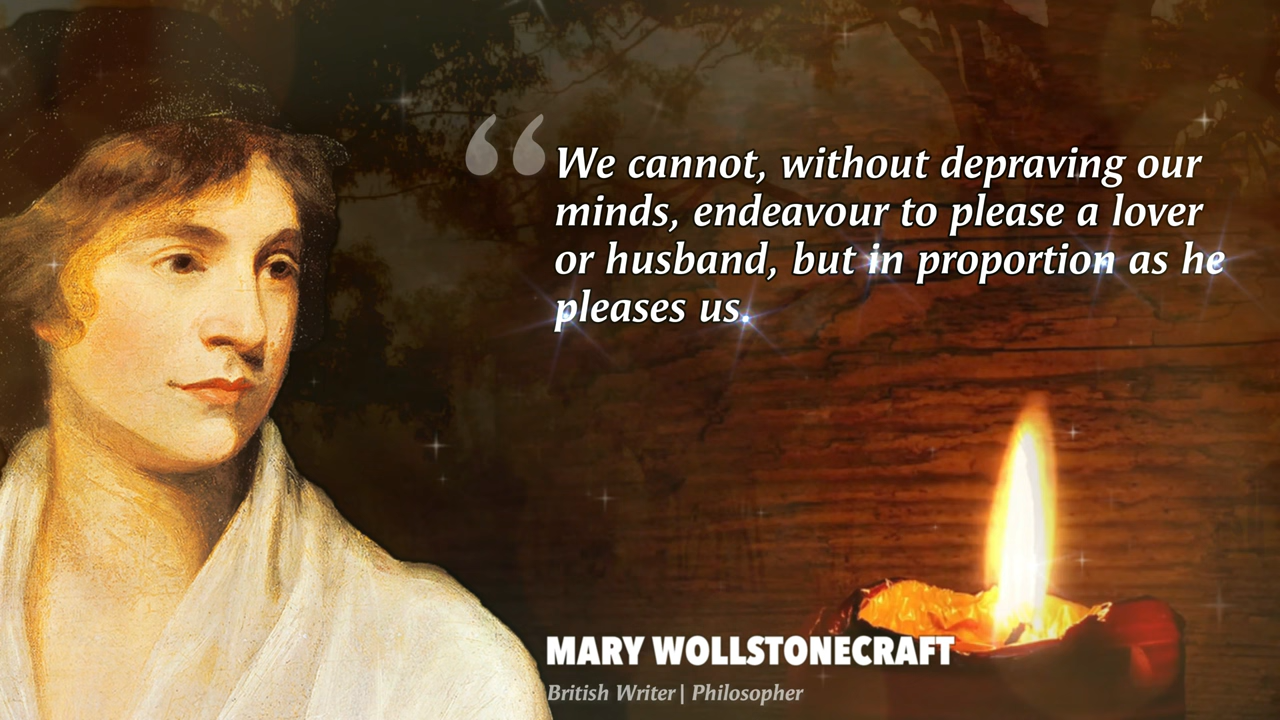 “We cannot, without depraving our
minds, endeavour to please a lover
or husband, but in proportion as he
pleases us.
MARY WOLLSTONECRAFT
British Writer | Philosopher